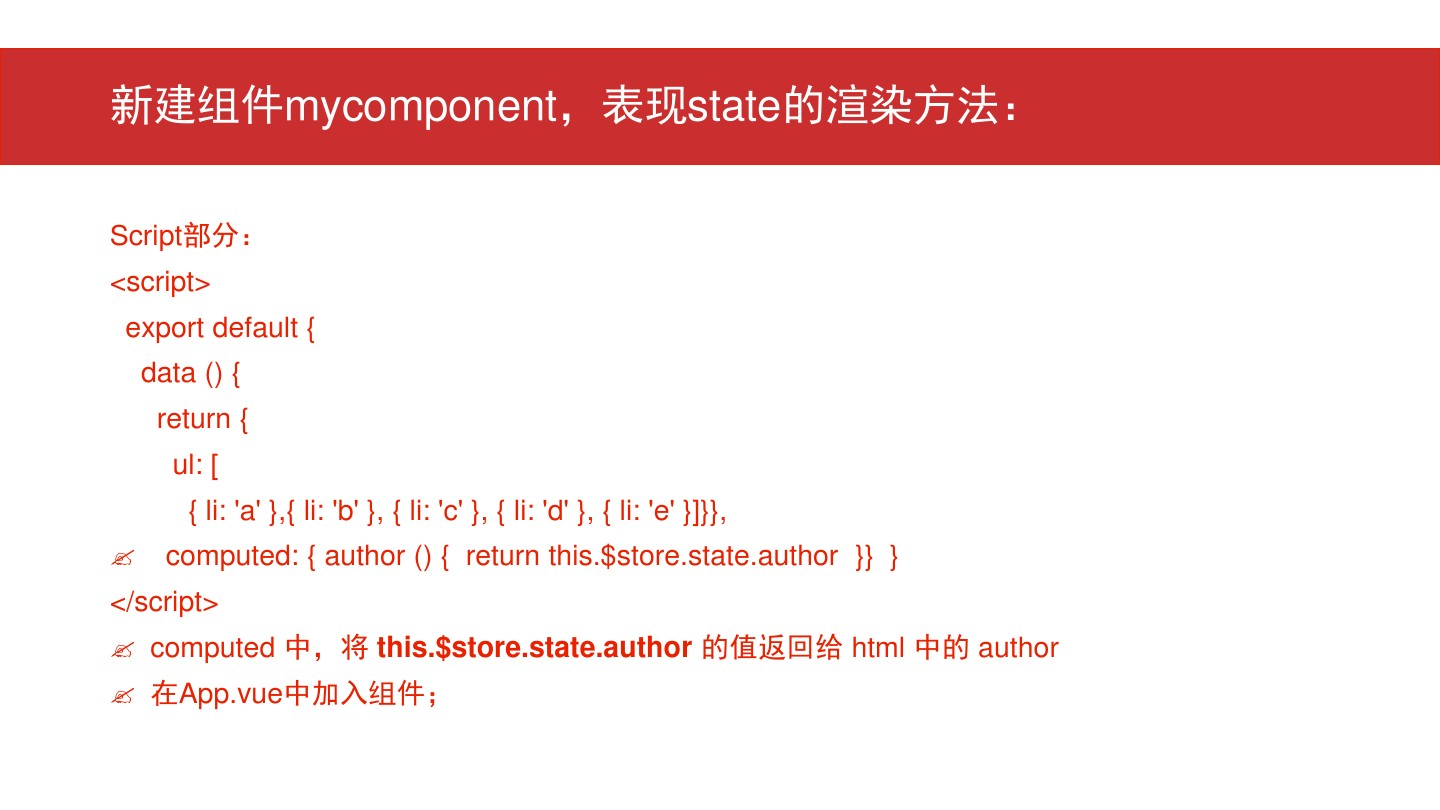 新建组件mycomponent，表现state的渲染方法：
Script部分：
<script>
  export default {
    data () {
      return {
        ul: [
          { li: 'a' },{ li: 'b' }, { li: 'c' }, { li: 'd' }, { li: 'e' }]}},
computed: { author () {  return this.$store.state.author  }}  }
</script>
computed 中，将 this.$store.state.author 的值返回给 html 中的 author
在App.vue中加入组件；